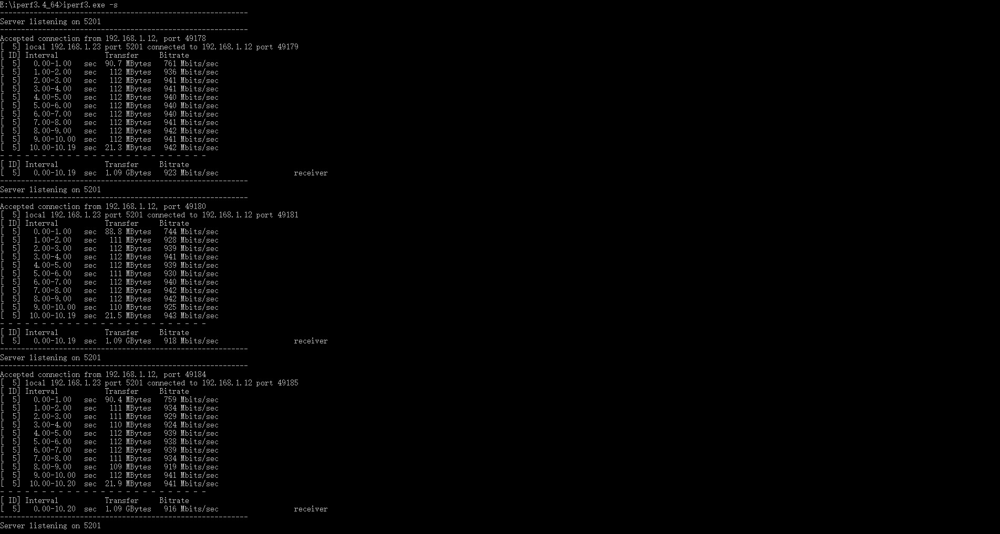 E:\iperf3.4_64>iperf3.exe -s
-----------------------------------------------------------
Server listening on 5201
-----------------------------------------------------------
Accepted connection from 192.168.1.12, port 49178
[  5] local 192.168.1.23 port 5201 connected to 192.168.1.12 port 49179
[ ID] Interval           Transfer     Bitrate
[  5]   0.00-1.00   sec  90.7 MBytes   761 Mbits/sec
[  5]   1.00-2.00   sec   112 MBytes   936 Mbits/sec
[  5]   2.00-3.00   sec   112 MBytes   941 Mbits/sec
[  5]   3.00-4.00   sec   112 MBytes   941 Mbits/sec
[  5]   4.00-5.00   sec   112 MBytes   940 Mbits/sec
[  5]   5.00-6.00   sec   112 MBytes   940 Mbits/sec
[  5]   6.00-7.00   sec   112 MBytes   940 Mbits/sec
[  5]   7.00-8.00   sec   112 MBytes   941 Mbits/sec
[  5]   8.00-9.00   sec   112 MBytes   942 Mbits/sec
[  5]   9.00-10.00  sec   112 MBytes   941 Mbits/sec
[  5]  10.00-10.19  sec  21.3 MBytes   942 Mbits/sec
- - - - - - - - - - - - - - - - - - - - - - - - -
[ ID] Interval           Transfer     Bitrate
[  5]   0.00-10.19  sec  1.09 GBytes   923 Mbits/sec                  receiver
-----------------------------------------------------------
Server listening on 5201
-----------------------------------------------------------
Accepted connection from 192.168.1.12, port 49180
[  5] local 192.168.1.23 port 5201 connected to 192.168.1.12 port 49181
[ ID] Interval           Transfer     Bitrate
[  5]   0.00-1.00   sec  88.8 MBytes   744 Mbits/sec
[  5]   1.00-2.00   sec   111 MBytes   928 Mbits/sec
[  5]   2.00-3.00   sec   112 MBytes   939 Mbits/sec
[  5]   3.00-4.00   sec   112 MBytes   941 Mbits/sec
[  5]   4.00-5.00   sec   112 MBytes   939 Mbits/sec
[  5]   5.00-6.00   sec   111 MBytes   930 Mbits/sec
[  5]   6.00-7.00   sec   112 MBytes   940 Mbits/sec
[  5]   7.00-8.00   sec   112 MBytes   942 Mbits/sec
[  5]   8.00-9.00   sec   112 MBytes   942 Mbits/sec
[  5]   9.00-10.00  sec   110 MBytes   925 Mbits/sec
[  5]  10.00-10.19  sec  21.5 MBytes   943 Mbits/sec
- - - - - - - - - - - - - - - - - - - - - - - - -
[ ID] Interval           Transfer     Bitrate
[  5]   0.00-10.19  sec  1.09 GBytes   918 Mbits/sec                  receiver
-----------------------------------------------------------
Server listening on 5201
-----------------------------------------------------------
Accepted connection from 192.168.1.12, port 49184
[  5] local 192.168.1.23 port 5201 connected to 192.168.1.12 port 49185
[ ID] Interval           Transfer     Bitrate
[  5]   0.00-1.00   sec  90.4 MBytes   759 Mbits/sec
[  5]   1.00-2.00   sec   111 MBytes   934 Mbits/sec
[  5]   2.00-3.00   sec   111 MBytes   929 Mbits/sec
[  5]   3.00-4.00   sec   110 MBytes   924 Mbits/sec
[  5]   4.00-5.00   sec   112 MBytes   939 Mbits/sec
[  5]   5.00-6.00   sec   112 MBytes   938 Mbits/sec
[  5]   6.00-7.00   sec   112 MBytes   939 Mbits/sec
[  5]   7.00-8.00   sec   111 MBytes   934 Mbits/sec
[  5]   8.00-9.00   sec   109 MBytes   919 Mbits/sec
[  5]   9.00-10.00  sec   112 MBytes   941 Mbits/sec
[  5]  10.00-10.20  sec  21.9 MBytes   941 Mbits/sec
- - - - - - - - - - - - - - - - - - - - - - - - -
[ ID] Interval           Transfer     Bitrate
[  5]   0.00-10.20  sec  1.09 GBytes   916 Mbits/sec                  receiver
-----------------------------------------------------------
Server listening on 5201